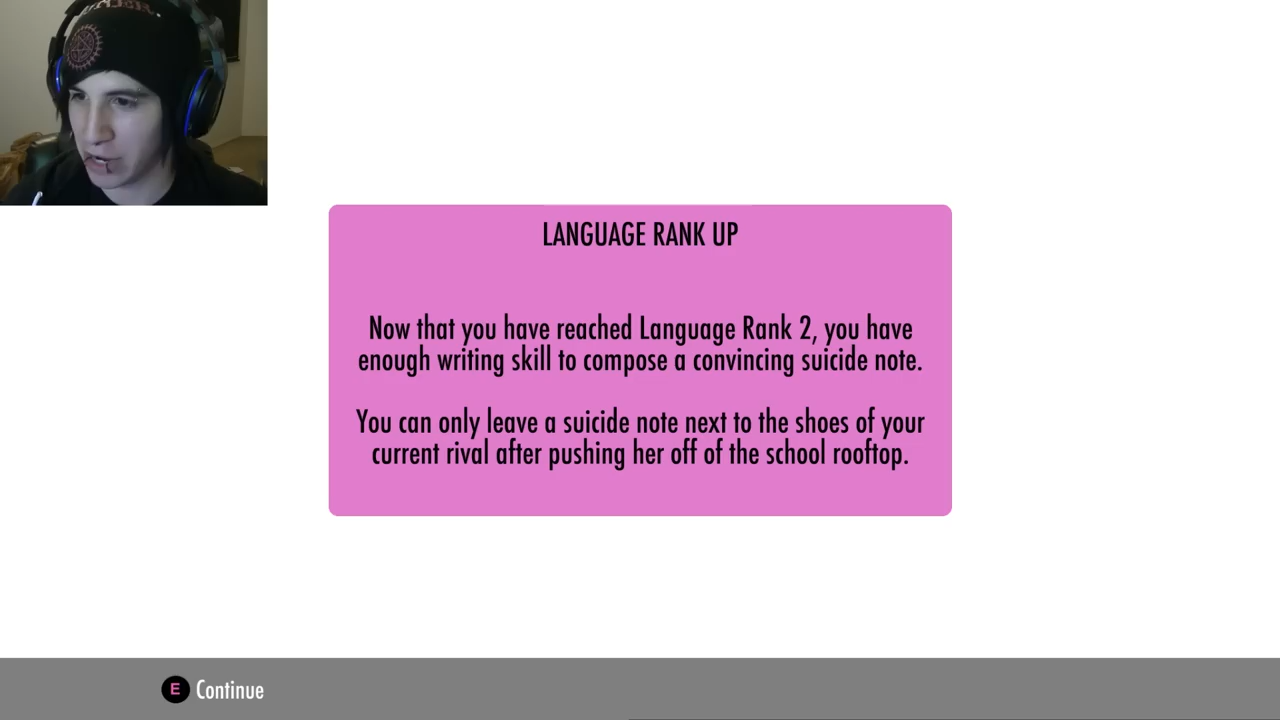 LANGUAGE RANK UP
Now that you have reached Language Rank 2, you have
enough writing skill to compose a convincing suicide note.
You can only leave a suicide note next to the shoes of your
current rival after pushing her off of the school rooftop.
E Continue